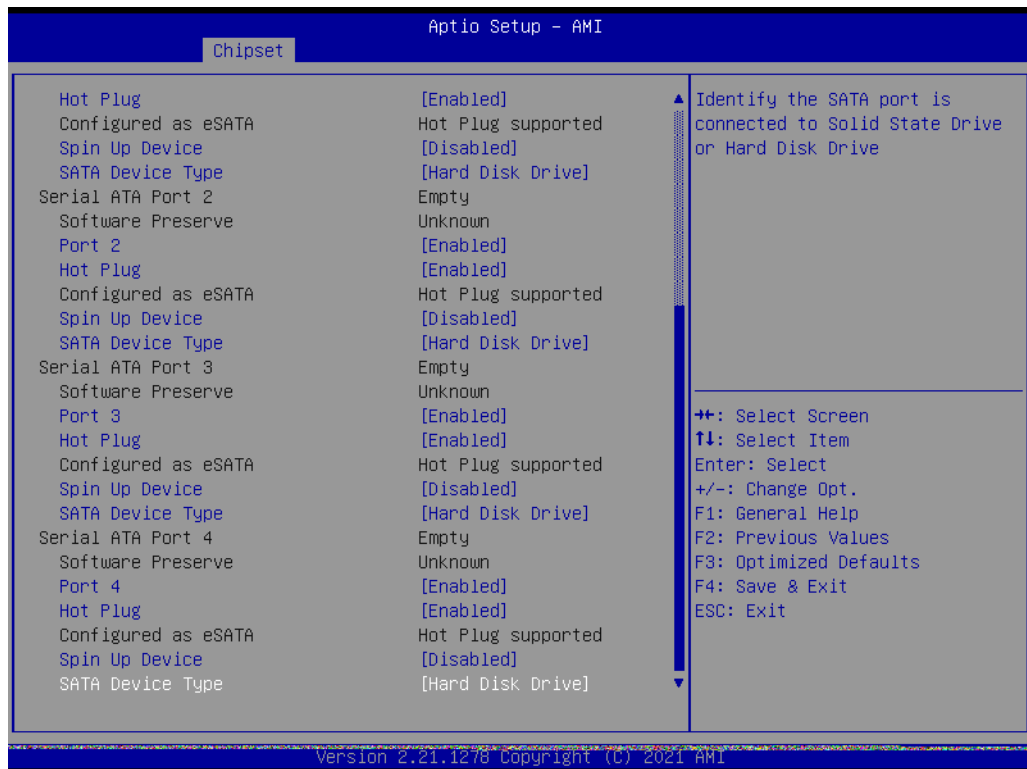 Aptio Setup – AMI
Chipset
Hot Plug [Enabled]
Configured as eSATA Hot Plug supported
Spin Up Device [Disabled]
SATA Device Type [Hard Disk Drive]
Serial ATA Port 2 Empty
Software Preserve Unknown
Port 2 [Enabled]
Hot Plug [Enabled]
Configured as eSATA Hot Plug supported
Spin Up Device [Disabled]
SATA Device Type [Hard Disk Drive]
Serial ATA Port 3 Empty
Software Preserve Unknown
Port 3 [Enabled]
Hot Plug [Enabled]
Configured as eSATA Hot Plug supported
Spin Up Device [Disabled]
SATA Device Type [Hard Disk Drive]
Serial ATA Port 4 Empty
Software Preserve Unknown
Port 4 [Enabled]
Hot Plug [Enabled]
Configured as eSATA Hot Plug supported
Spin Up Device [Disabled]
SATA Device Type [Hard Disk Drive]
Identify the SATA port is
connected to Solid State Drive
or Hard Disk Drive
→←: Select Screen
↑↓: Select Item
Enter: Select
+/-: Change Opt.
F1: General Help
F2: Previous Values
F3: Optimized Defaults
F4: Save & Exit
ESC: Exit
Version 2.21.1278 Copyright (C) 2021 AMI